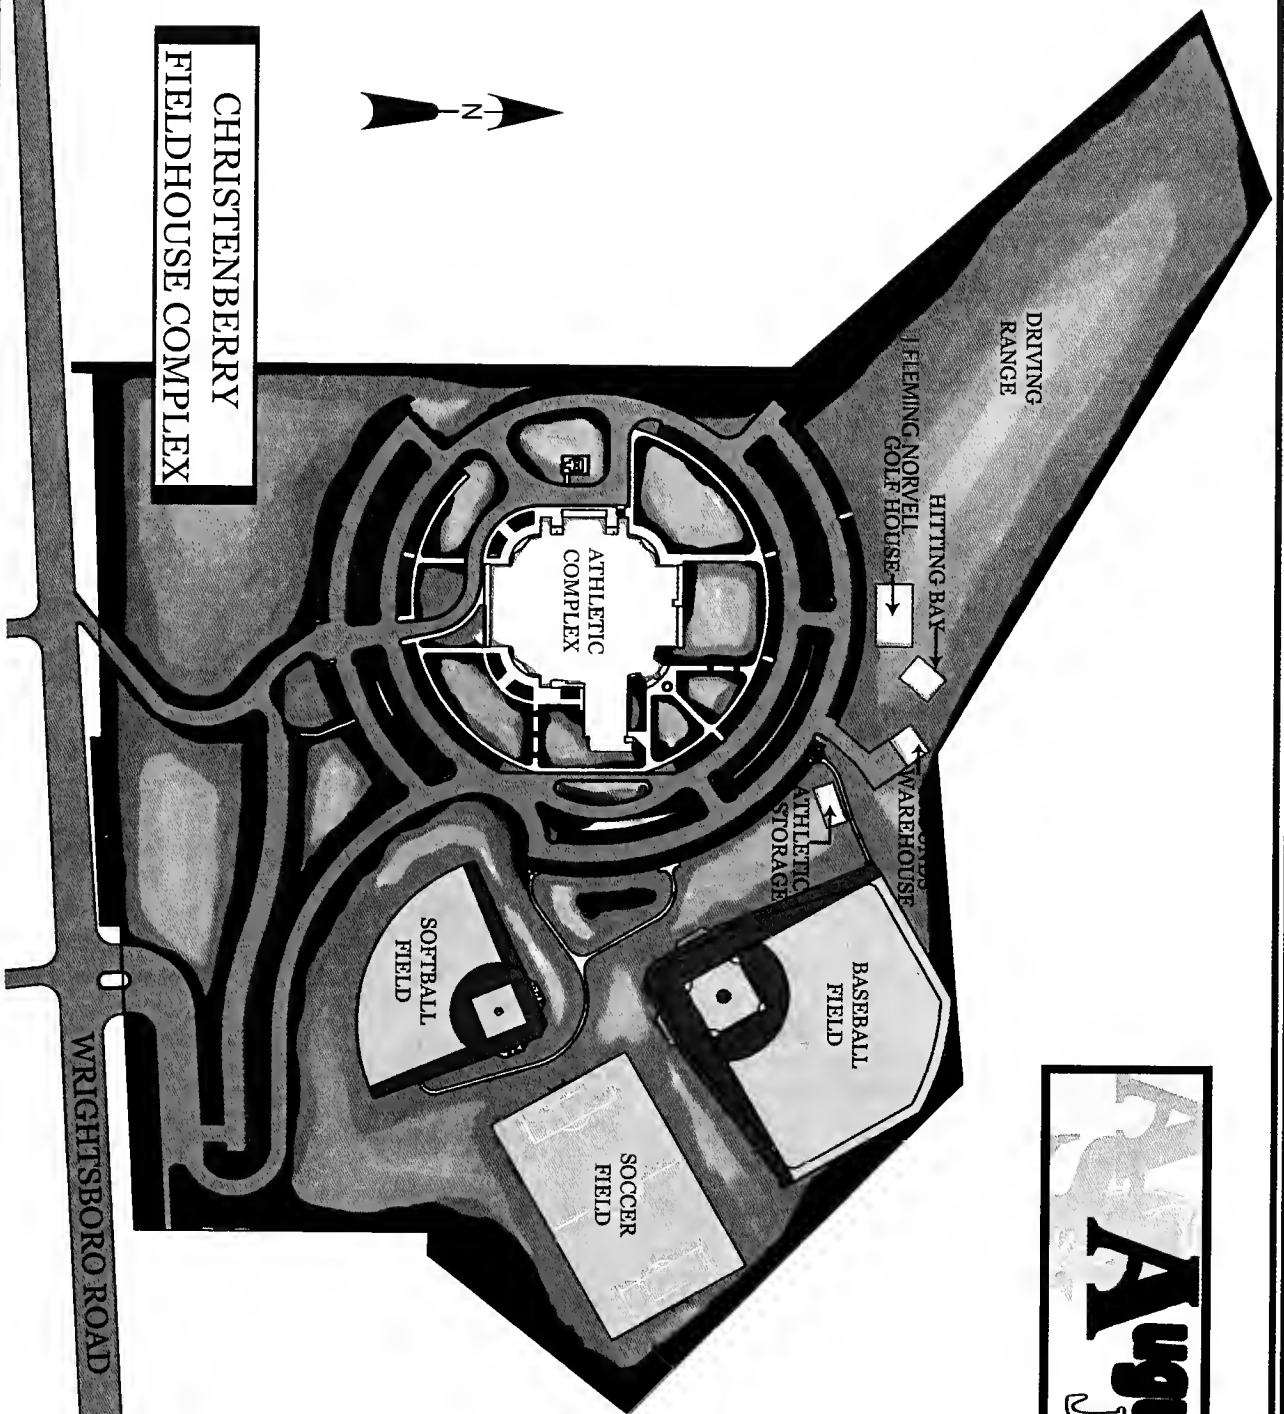 CHRISTENBERRY
FIELDHOUSE COMPLEX
N
DRIVING
RANGE
J FLEMING NORVELL
GOLF HOUSE
HITTING BAY
WAREHOUSE
ATHLETIC
STORAGE
ATHLETIC
COMPLEX
BASEBALL
FIELD
SOFTBALL
FIELD
SOCCER
FIELD
WRIGHTSBORO ROAD